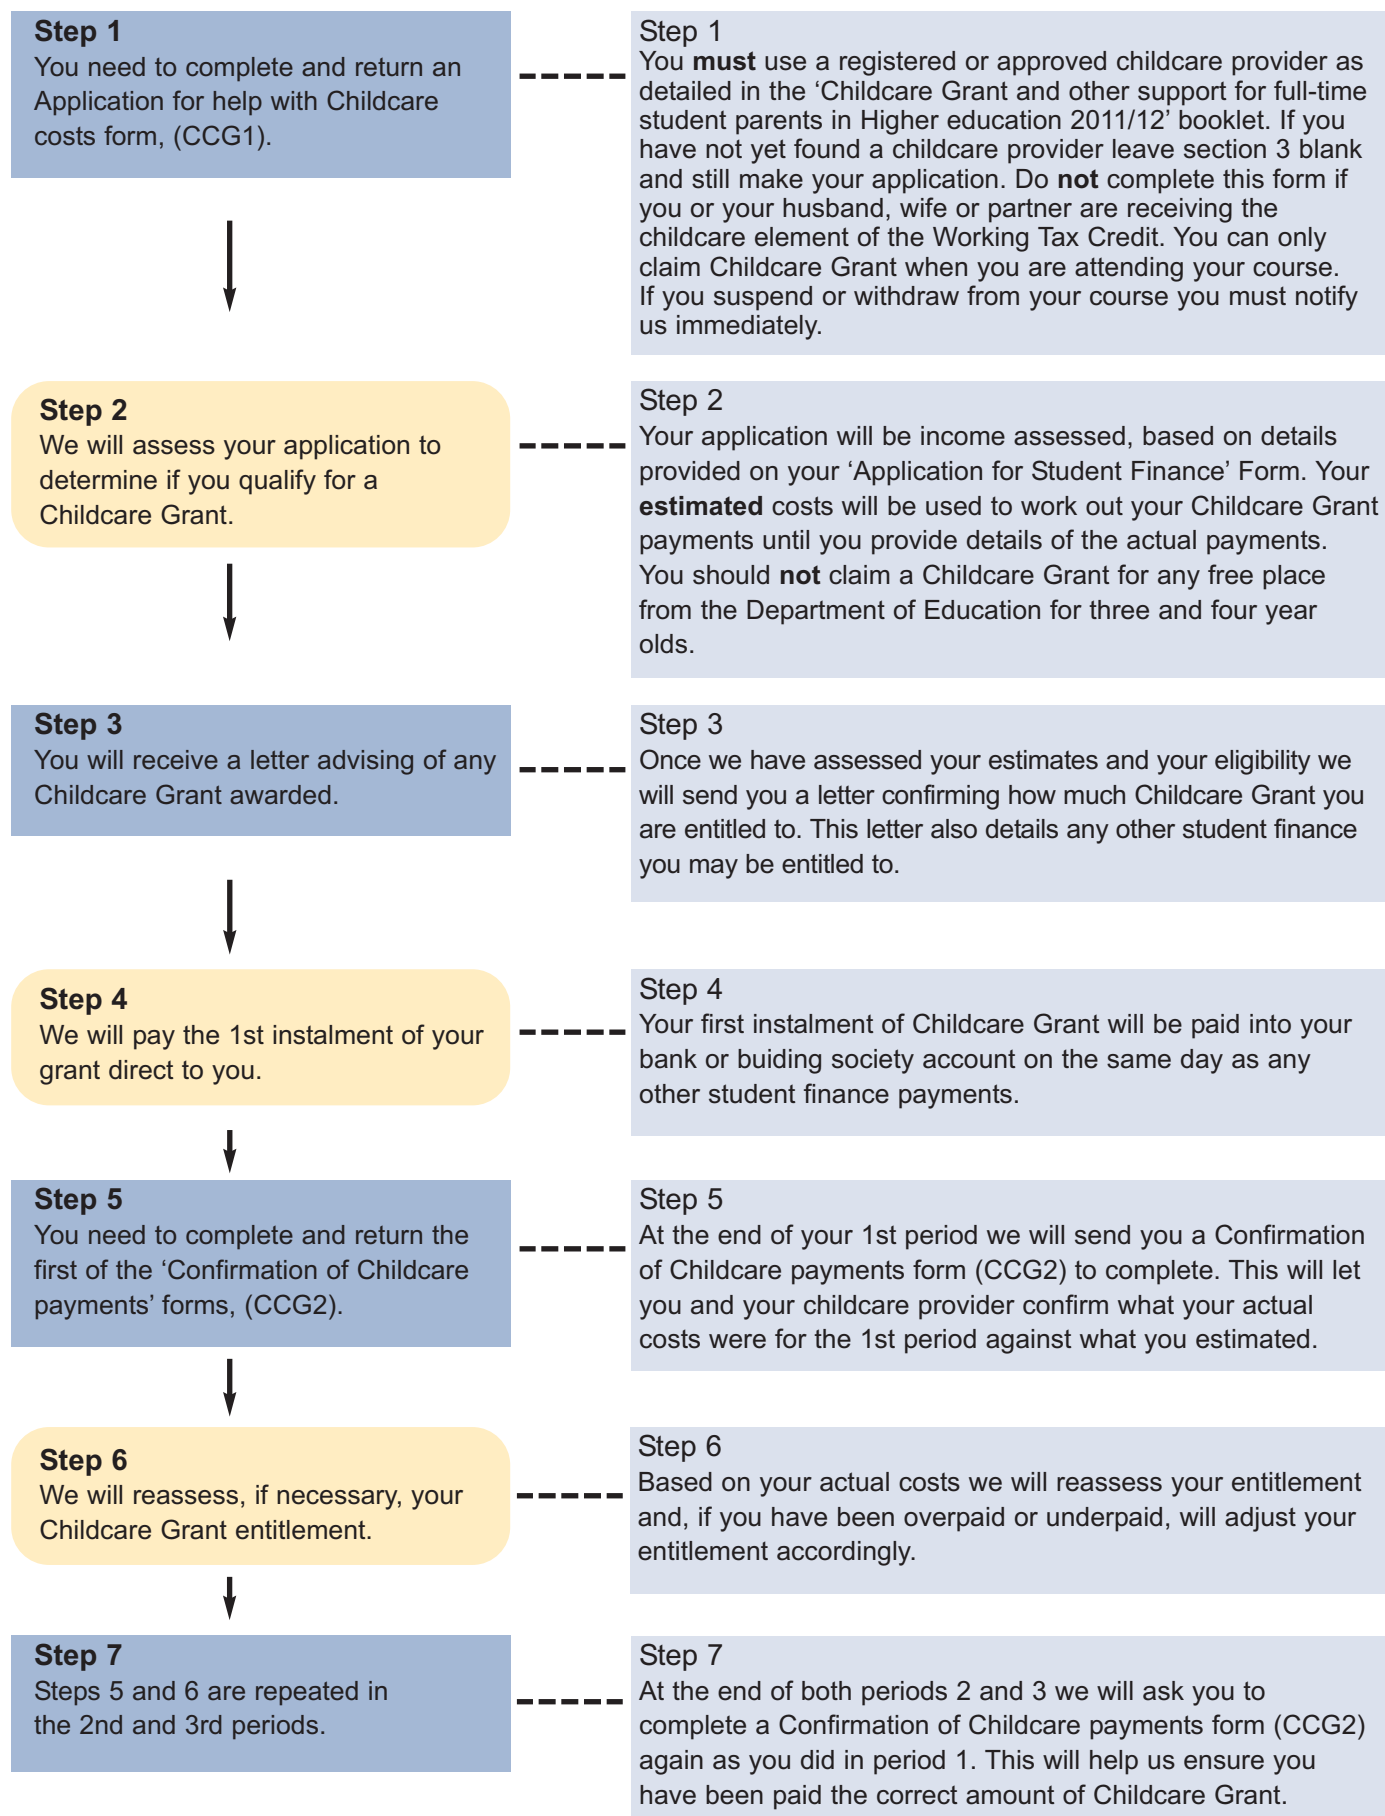 Step 1
You need to complete and return an
Application for help with Childcare
costs form, (CCG1).
Step 1
You must use a registered or approved childcare provider as
detailed in the ‘Childcare Grant and other support for full-time
student parents in Higher education 2011/12’ booklet. If you
have not yet found a childcare provider leave section 3 blank
and still make your application. Do not complete this form if
you or your husband, wife or partner are receiving the
childcare element of the Working Tax Credit. You can only
claim Childcare Grant when you are attending your course.
If you suspend or withdraw from your course you must notify
us immediately.
Step 2
We will assess your application to
determine if you qualify for a
Childcare Grant.
Step 2
Your application will be income assessed, based on details
provided on your ‘Application for Student Finance’ Form. Your
estimated costs will be used to work out your Childcare Grant
payments until you provide details of the actual payments.
You should not claim a Childcare Grant for any free place
from the Department of Education for three and four year
olds.
Step 3
You will receive a letter advising of any
Childcare Grant awarded.
Step 3
Once we have assessed your estimates and your eligibility we
will send you a letter confirming how much Childcare Grant you
are entitled to. This letter also details any other student finance
you may be entitled to.
Step 4
We will pay the 1st instalment of your
grant direct to you.
Step 4
Your first instalment of Childcare Grant will be paid into your
bank or buiding society account on the same day as any
other student finance payments.
Step 5
You need to complete and return the
first of the ‘Confirmation of Childcare
payments’ forms, (CCG2).
Step 5
At the end of your 1st period we will send you a Confirmation
of Childcare payments form (CCG2) to complete. This will let
you and your childcare provider confirm what your actual
costs were for the 1st period against what you estimated.
Step 6
We will reassess, if necessary, your
Childcare Grant entitlement.
Step 6
Based on your actual costs we will reassess your entitlement
and, if you have been overpaid or underpaid, will adjust your
entitlement accordingly.
Step 7
Steps 5 and 6 are repeated in
the 2nd and 3rd periods.
Step 7
At the end of both periods 2 and 3 we will ask you to
complete a Confirmation of Childcare payments form (CCG2)
again as you did in period 1. This will help us ensure you
have been paid the correct amount of Childcare Grant.